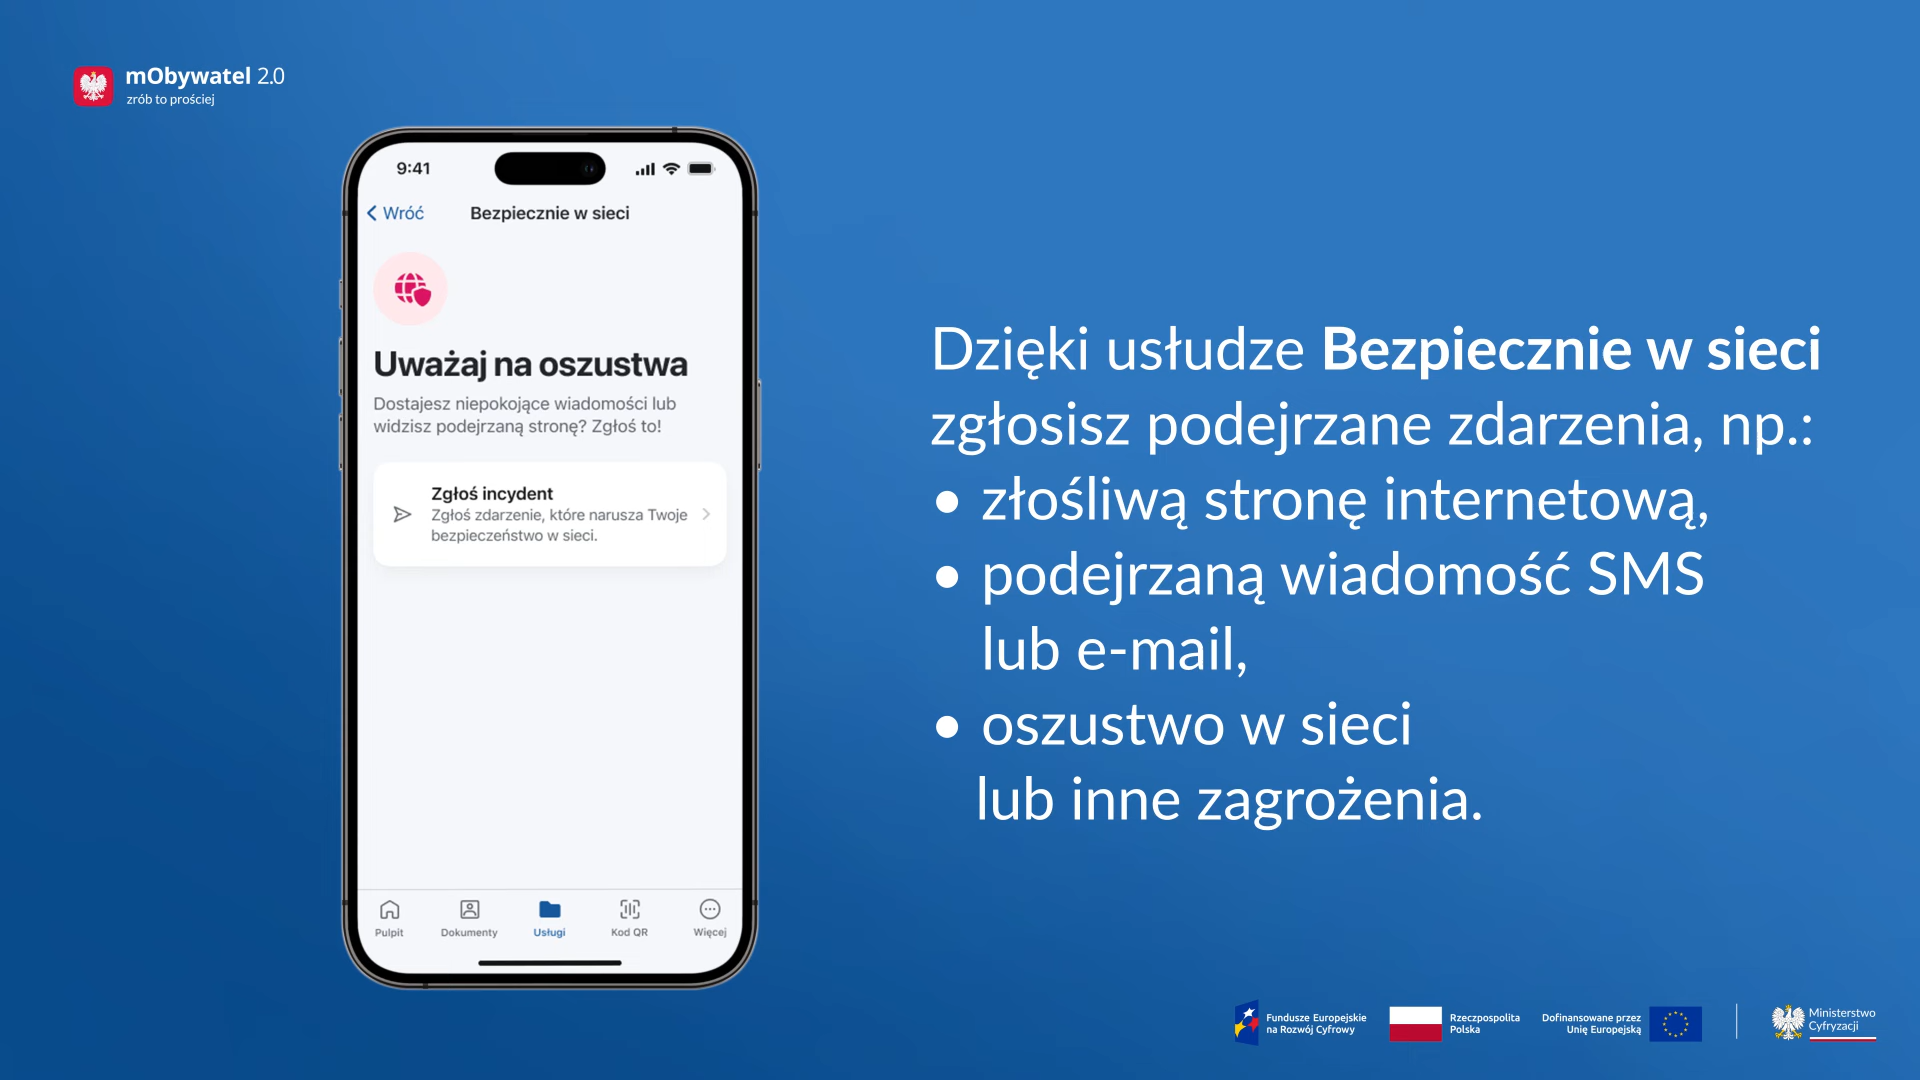 mObywatel 2.0
zrób to prościej
9:41
Wróć
Bezpiecznie w sieci
Uważaj na oszustwa
Dostajesz niepokojące wiadomości lub
widzisz podejrzaną stronę? Zgłoś to!
Zgłoś incydent
Zgłoś zdarzenie, które narusza Twoje
bezpieczeństwo w sieci.
Pulpit
Dokumenty
Usługi
Kod QR
Więcej
Dzięki usłudze Bezpiecznie w sieci
zgłosisz podejrzane zdarzenia, np.:
• złośliwą stronę internetową,
• podejrzaną wiadomość SMS
lub e-mail,
• oszustwo w sieci
lub inne zagrożenia.
Fundusze Europejskie
na Rozwój Cyfrowy
Rzeczpospolita
Polska
Dofinansowane przez
Unię Europejską
Ministerstwo
Cyfryzacji